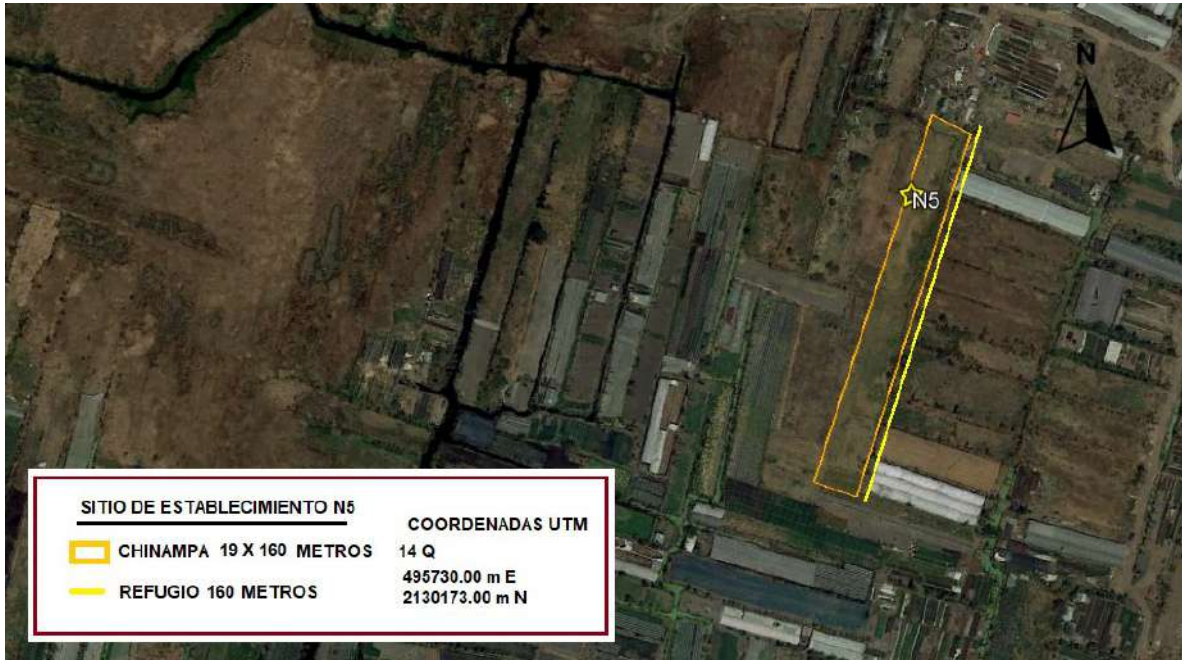 N
N5
SITIO DE ESTABLECIMIENTO N5
CHINAMPA 19 X 160 METROS
REFUGIO 160 METROS
COORDENADAS UTM
14 Q
495730.00 m E
2130173.00 m N